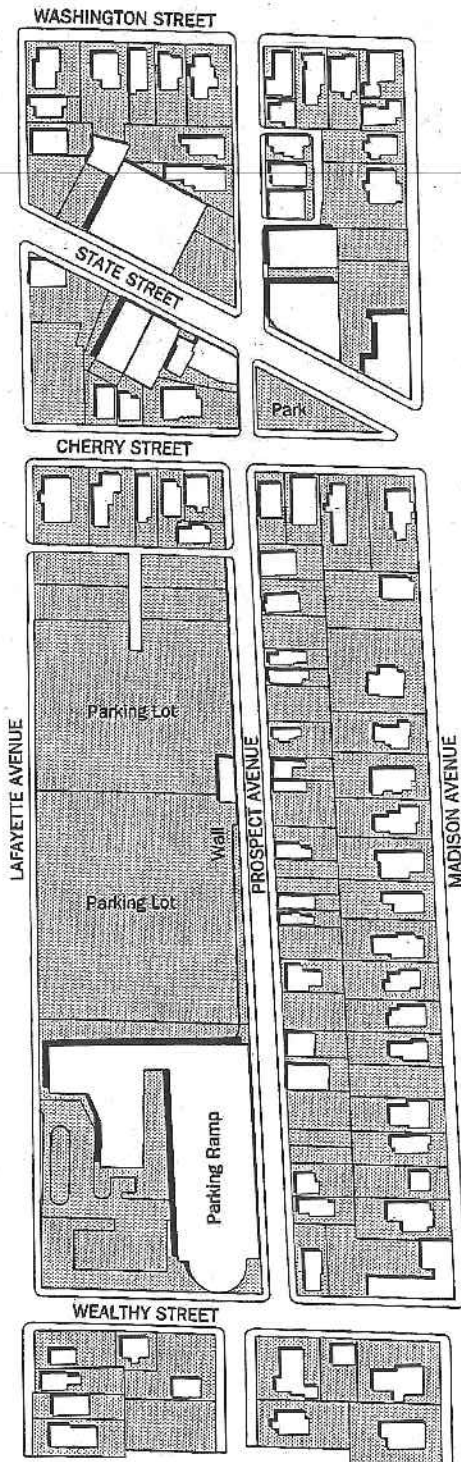 WASHINGTON STREET
STATE STREET
Park
CHERRY STREET
Parking Lot
LAFAYETTE AVENUE
Wall
PROSPECT AVENUE
MADISON AVENUE
Parking Lot
Parking Ramp
WEALTHY STREET